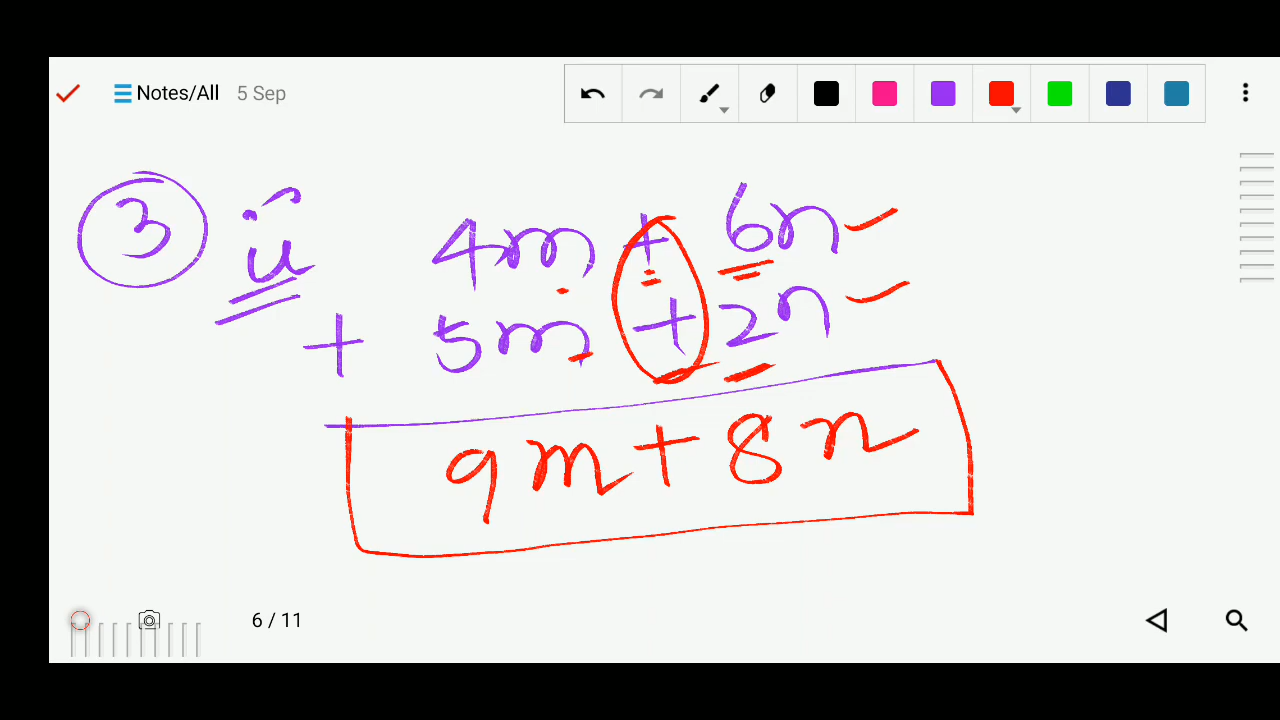 Notes/All 5 Sep
3 ii 4m + 6n
+ 5m + 2n
9m + 8n
6 / 11